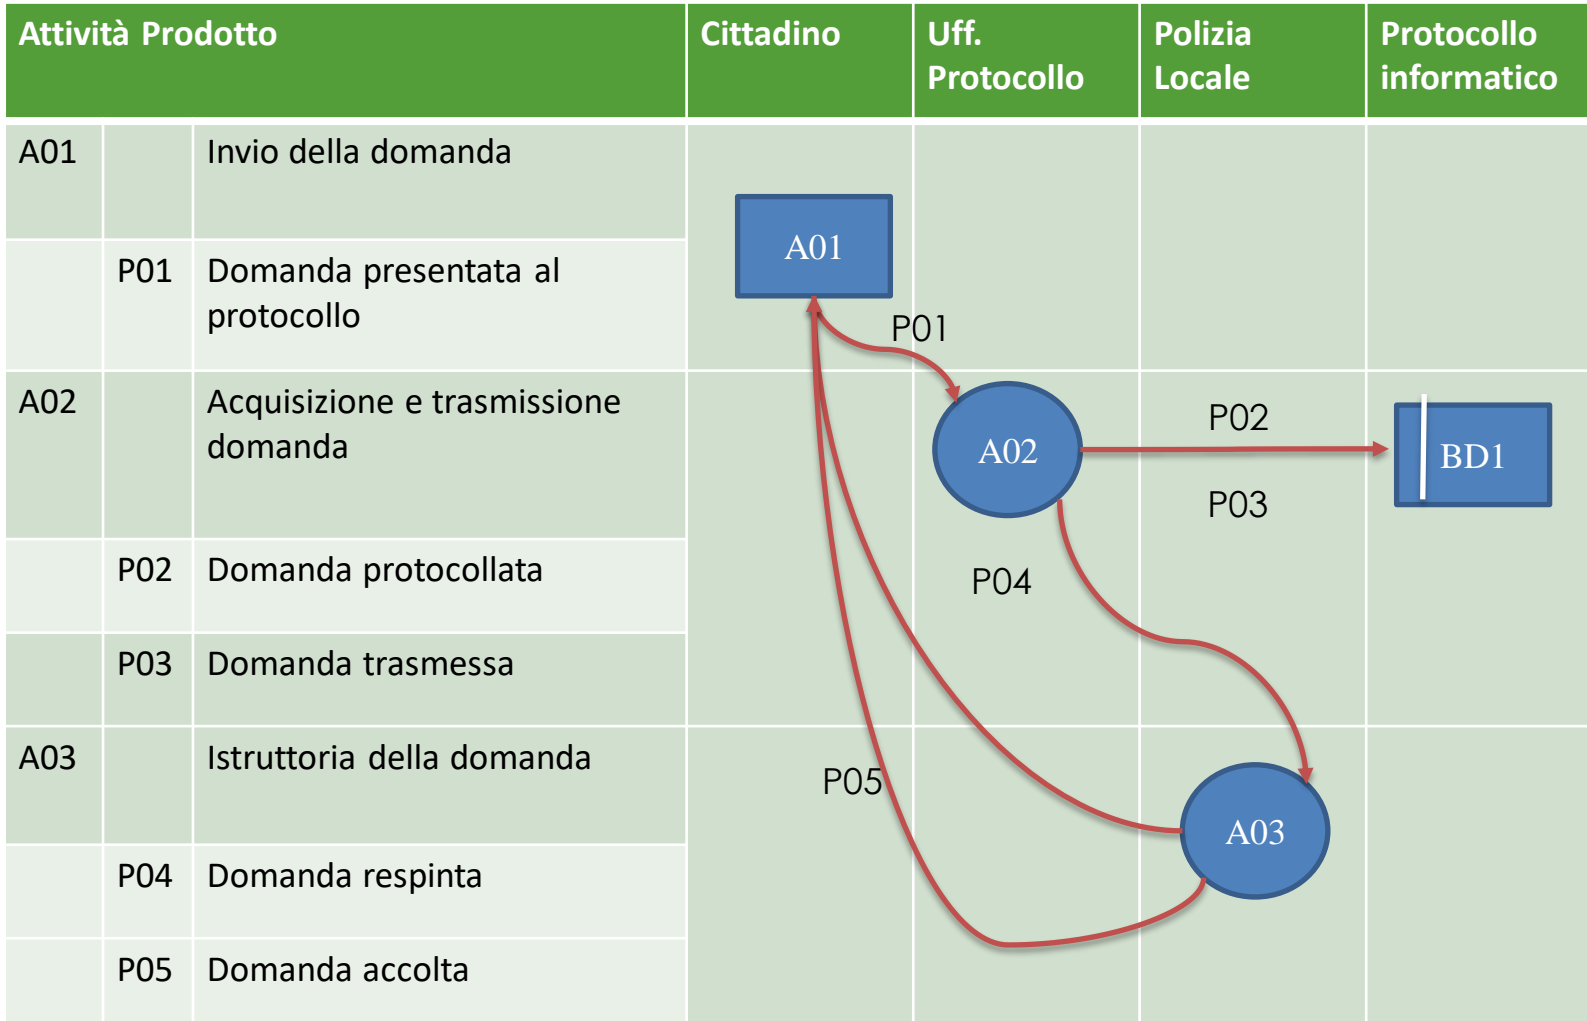 Attività Prodotto
Cittadino
Uff.
Protocollo
Polizia
Locale
Protocollo
informatico
A01
Invio della domanda
P01
Domanda presentata al
protocollo
A02
Acquisizione e trasmissione
domanda
P02
Domanda protocollata
P03
Domanda trasmessa
A03
Istruttoria della domanda
P04
Domanda respinta
P05
Domanda accolta
A01
P01
A02
P02
BD1
P03
P04
P05
A03